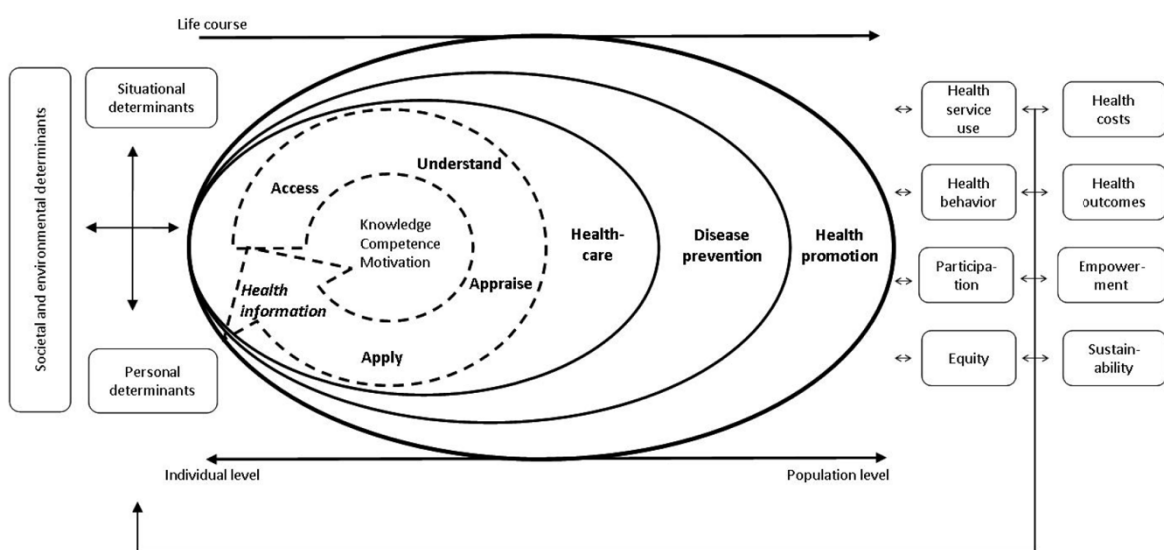 Life course
Societal and environmental determinants
Situational
determinants
Personal
determinants
Access
Understand
Knowledge
Competence
Motivation
Health
information
Appraise
Apply
Health-
care
Disease
prevention
Health
promotion
Health
service
use
Health
costs
Health
behavior
Health
outcomes
Participa-
tion
Empower-
ment
Equity
Sustain-
ability
Individual level
Population level